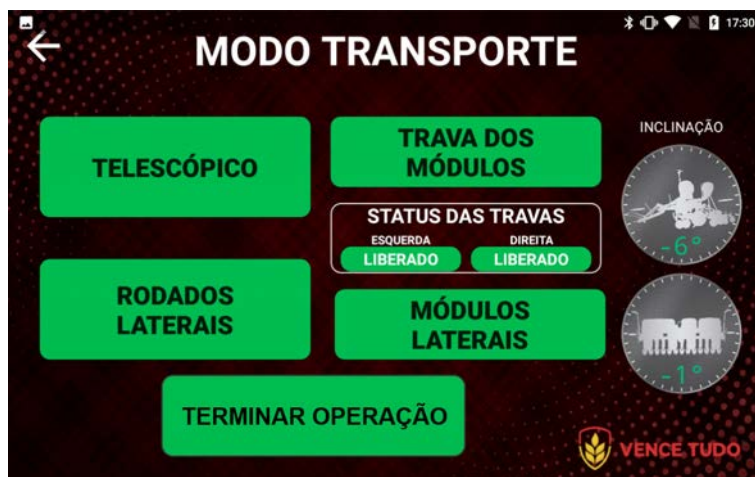 17:30
MODO TRANSPORTE
TELESCÓPICO
TRAVA DOS
MÓDULOS
INCLINAÇÃO
STATUS DAS TRAVAS
ESQUERDA
DIREITA
LIBERADO
LIBERADO
-6°
RODADOS
LATERAIS
MÓDULOS
LATERAIS
-1°
TERMINAR OPERAÇÃO
VENCE TUDO